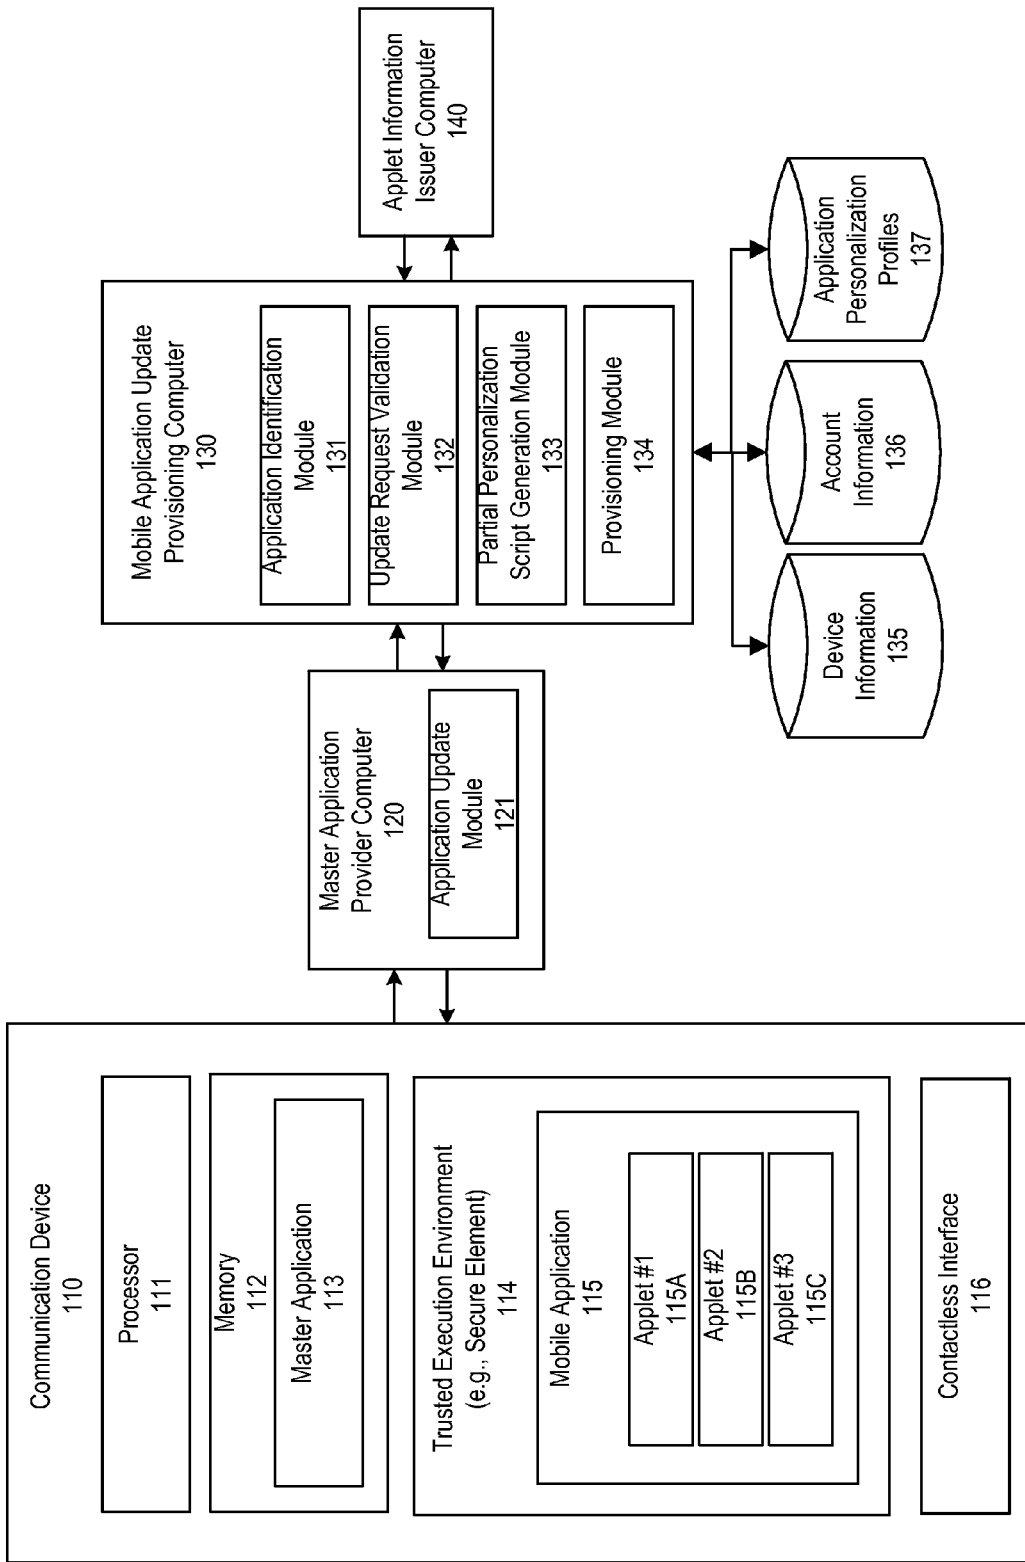 Communication Device
110
Processor
111
Memory
112
Master Application
113
Trusted Execution Environment
(e.g., Secure Element)
114
Mobile Application
115
Applet #1
115A
Applet #2
115B
Applet #3
115C
Contactless Interface
116
Master Application
Provider Computer
120
Application Update
Module
121
Mobile Application Update
Provisioning Computer
130
Application Identification
Module
131
Update Request Validation
Module
132
Partial Personalization
Script Generation Module
133
Provisioning Module
134
Applet Information
Issuer Computer
140
Device
Information
135
Account
Information
136
Application
Personalization
Profiles
137